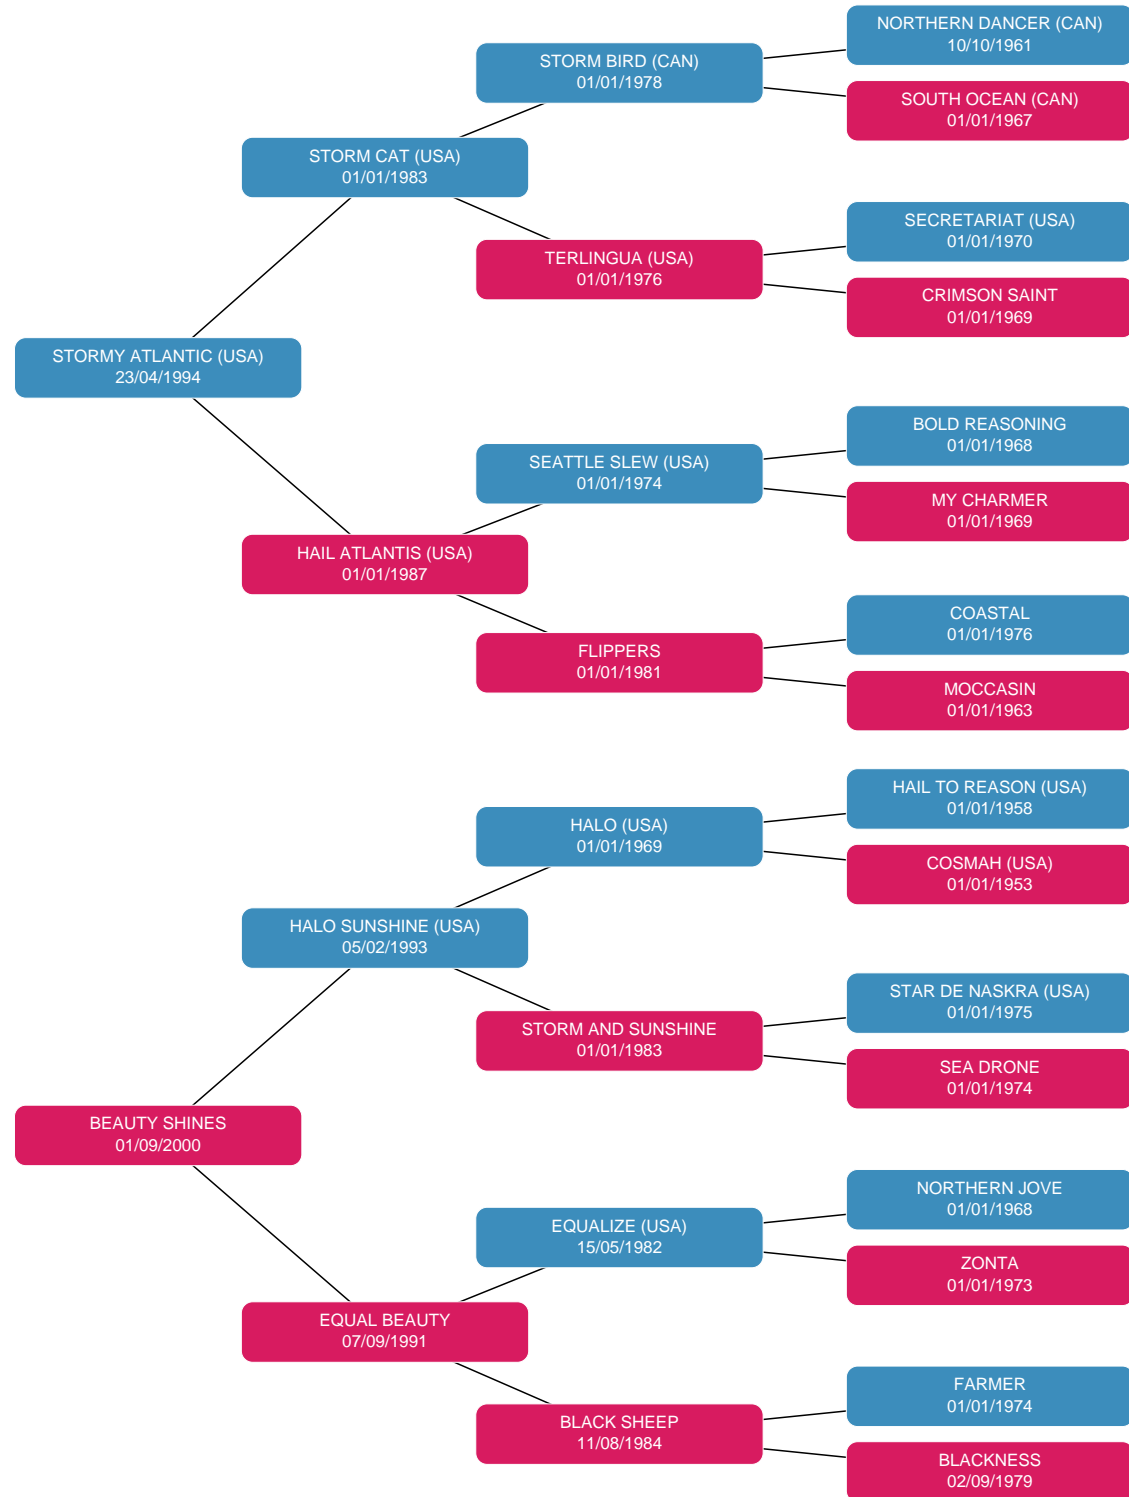 NORTHERN DANCER (CAN)
10/10/1961
STORM BIRD (CAN)
01/01/1978
SOUTH OCEAN (CAN)
01/01/1967
STORM CAT (USA)
01/01/1983
SECRETARIAT (USA)
01/01/1970
TERLINGUA (USA)
01/01/1976
CRIMSON SAINT
01/01/1969
STORMY ATLANTIC (USA)
23/04/1994
BOLD REASONING
01/01/1968
SEATTLE SLEW (USA)
01/01/1974
MY CHARMER
01/01/1969
HAIL ATLANTIS (USA)
01/01/1987
COASTAL
01/01/1976
FLIPPERS
01/01/1981
MOCCASIN
01/01/1963
HAIL TO REASON (USA)
01/01/1958
HALO (USA)
01/01/1969
COSMAH (USA)
01/01/1953
HALO SUNSHINE (USA)
05/02/1993
STAR DE NASKRA (USA)
01/01/1975
STORM AND SUNSHINE
01/01/1983
SEA DRONE
01/01/1974
BEAUTY SHINES
01/09/2000
NORTHERN JOVE
01/01/1968
EQUALIZE (USA)
15/05/1982
ZONTA
01/01/1973
EQUAL BEAUTY
07/09/1991
FARMER
01/01/1974
BLACK SHEEP
11/08/1984
BLACKNESS
02/09/1979